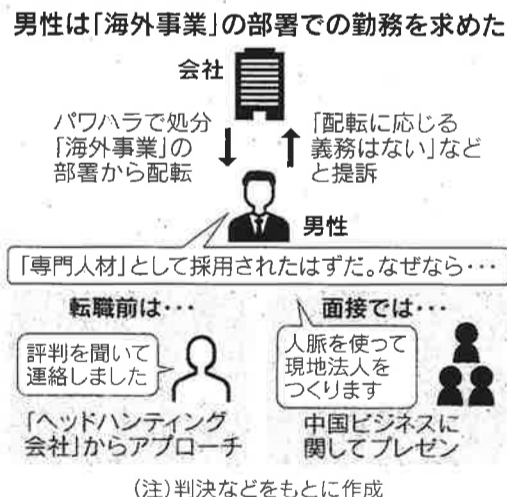 男性は「海外事業」の部署での勤務を求めた
会社
パワハラで処分
「海外事業」の
部署から配転
「配転に応じる
義務はない」など
と提訴
男性
「専門人材」として採用されたはずだ。なぜなら・・・
転職前は・・・
評判を聞いて
連絡しました
「ヘッドハンティング
会社」からアプローチ
面接では・・・
人脈を使って
現地法人を
つくります
中国ビジネスに
関してプレゼン
(注)判決などをもとに作成